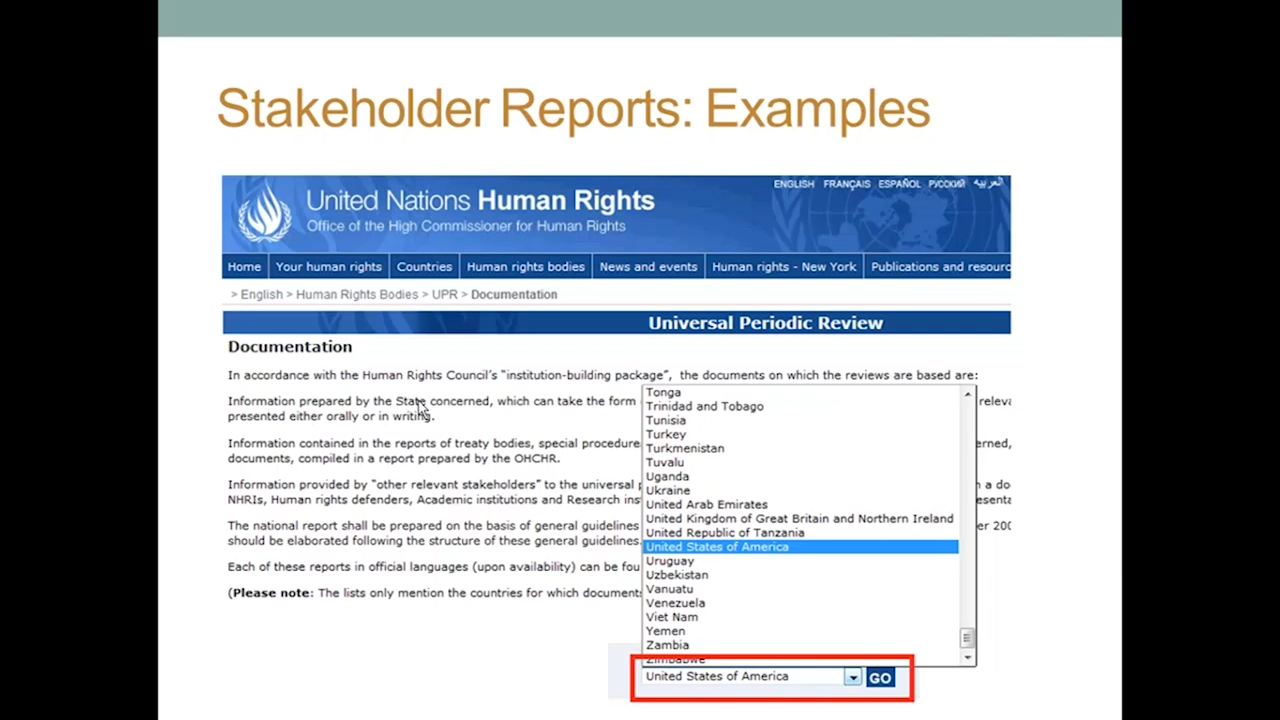 Stakeholder Reports: Examples
ENGLISH FRANÇAIS ESPAÑOL РУССКИЙ العربية
United Nations Human Rights
Office of the High Commissioner for Human Rights
Home Your human rights Countries Human rights bodies News and events Human rights - New York Publications and resourc
> English > Human Rights Bodies > UPR > Documentation
Universal Periodic Review
Documentation
In accordance with the Human Rights Council's "institution-building package", the documents on which the reviews are based are:
Information prepared by the State concerned, which can take the form releva
presented either orally or in writing.
Information contained in the reports of treaty bodies, special procedure erned,
documents, compiled in a report prepared by the OHCHR.
Information provided by "other relevant stakeholders" to the universal p n a do
NHRIs, Human rights defenders, Academic institutions and Research ins esenta
The national report shall be prepared on the basis of general guidelines er 200
should be elaborated following the structure of these general guidelines.
Each of these reports in official languages (upon availability) can be fou
(Please note: The lists only mention the countries for which documents
Tonga
Trinidad and Tobago
Tunisia
Turkey
Turkmenistan
Tuvalu
Uganda
Ukraine
United Arab Emirates
United Kingdom of Great Britain and Northern Ireland
United Republic of Tanzania
United States of America
Uruguay
Uzbekistan
Vanuatu
Venezuela
Viet Nam
Yemen
Zambia
Zimbabwe
United States of America GO